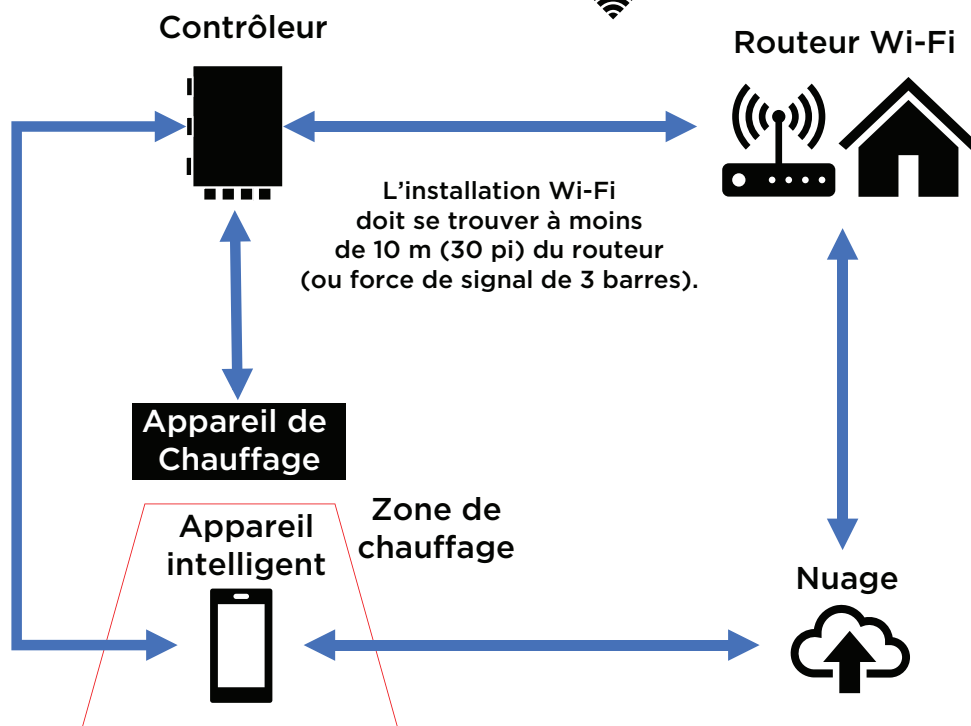 Contrôleur
Routeur Wi-Fi
L’installation Wi-Fi
doit se trouver à moins
de 10 m (30 pi) du routeur
(ou force de signal de 3 barres).
Appareil de
Chauffage
Zone de
chauffage
Appareil
intelligent
Nuage